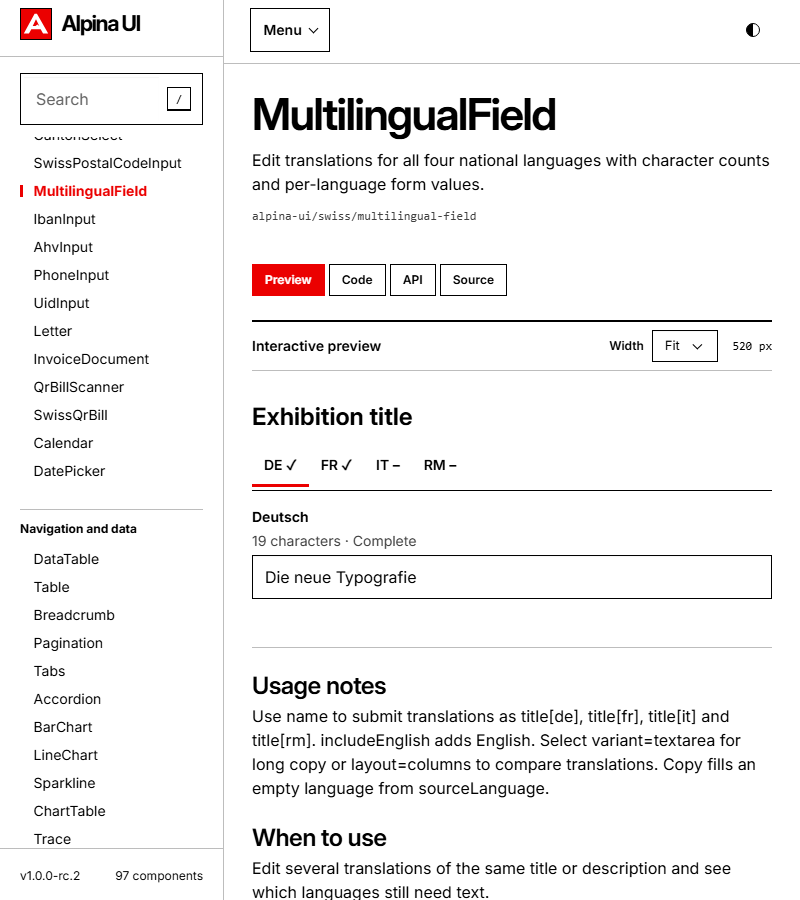 Alpina UI
Search
/
CantonSelect
SwissPostalCodeInput
MultilingualField
IbanInput
AhvInput
PhoneInput
UidInput
Letter
InvoiceDocument
QrBillScanner
SwissQrBill
Calendar
DatePicker
Navigation and data
DataTable
Table
Breadcrumb
Pagination
Tabs
Accordion
BarChart
LineChart
Sparkline
ChartTable
Trace
v1.0.0-rc.2 97 components
Menu
MultilingualField
Edit translations for all four national languages with character counts
and per-language form values.
alpina-ui/swiss/multilingual-field
Preview Code API Source
Interactive preview Width Fit 520 px
Exhibition title
DE ✓ FR ✓ IT – RM –
Deutsch
19 characters · Complete
Die neue Typografie
Usage notes
Use name to submit translations as title[de], title[fr], title[it] and
title[rm]. includeEnglish adds English. Select variant=textarea for
long copy or layout=columns to compare translations. Copy fills an
empty language from sourceLanguage.
When to use
Edit several translations of the same title or description and see
which languages still need text.